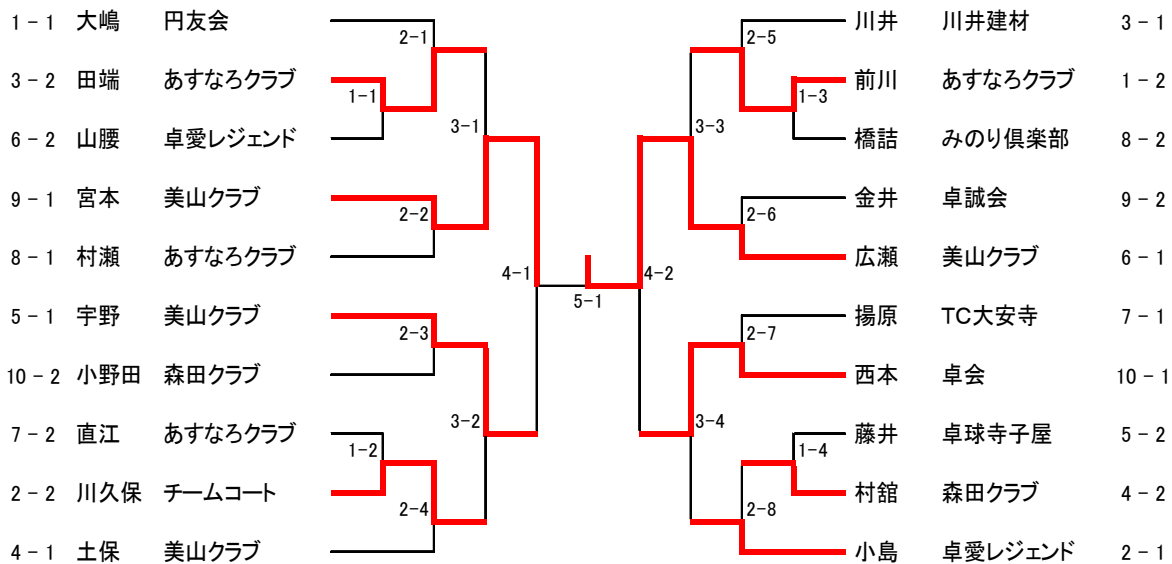 1 - 1 大嶋 円友会
3 - 2 田端 あすなろクラブ
6 - 2 山腰 卓愛レジェンド
9 - 1 宮本 美山クラブ
8 - 1 村瀬 あすなろクラブ
5 - 1 宇野 美山クラブ
10 - 2 小野田 森田クラブ
7 - 2 直江 あすなろクラブ
2 - 2 川久保 チームコート
4 - 1 土保 美山クラブ
2-1
1-1
3-1
2-2
4-1
2-3
3-2
1-2
2-4
5-1
4-2
2-5
1-3
3-3
2-6
2-7
3-4
1-4
2-8
川井 川井建材 3 - 1
前川 あすなろクラブ 1 - 2
橋詰 みのり倶楽部 8 - 2
金井 卓誠会 9 - 2
広瀬 美山クラブ 6 - 1
揚原 TC大安寺 7 - 1
西本 卓会 10 - 1
藤井 卓球寺子屋 5 - 2
村舘 森田クラブ 4 - 2
小島 卓愛レジェンド 2 - 1